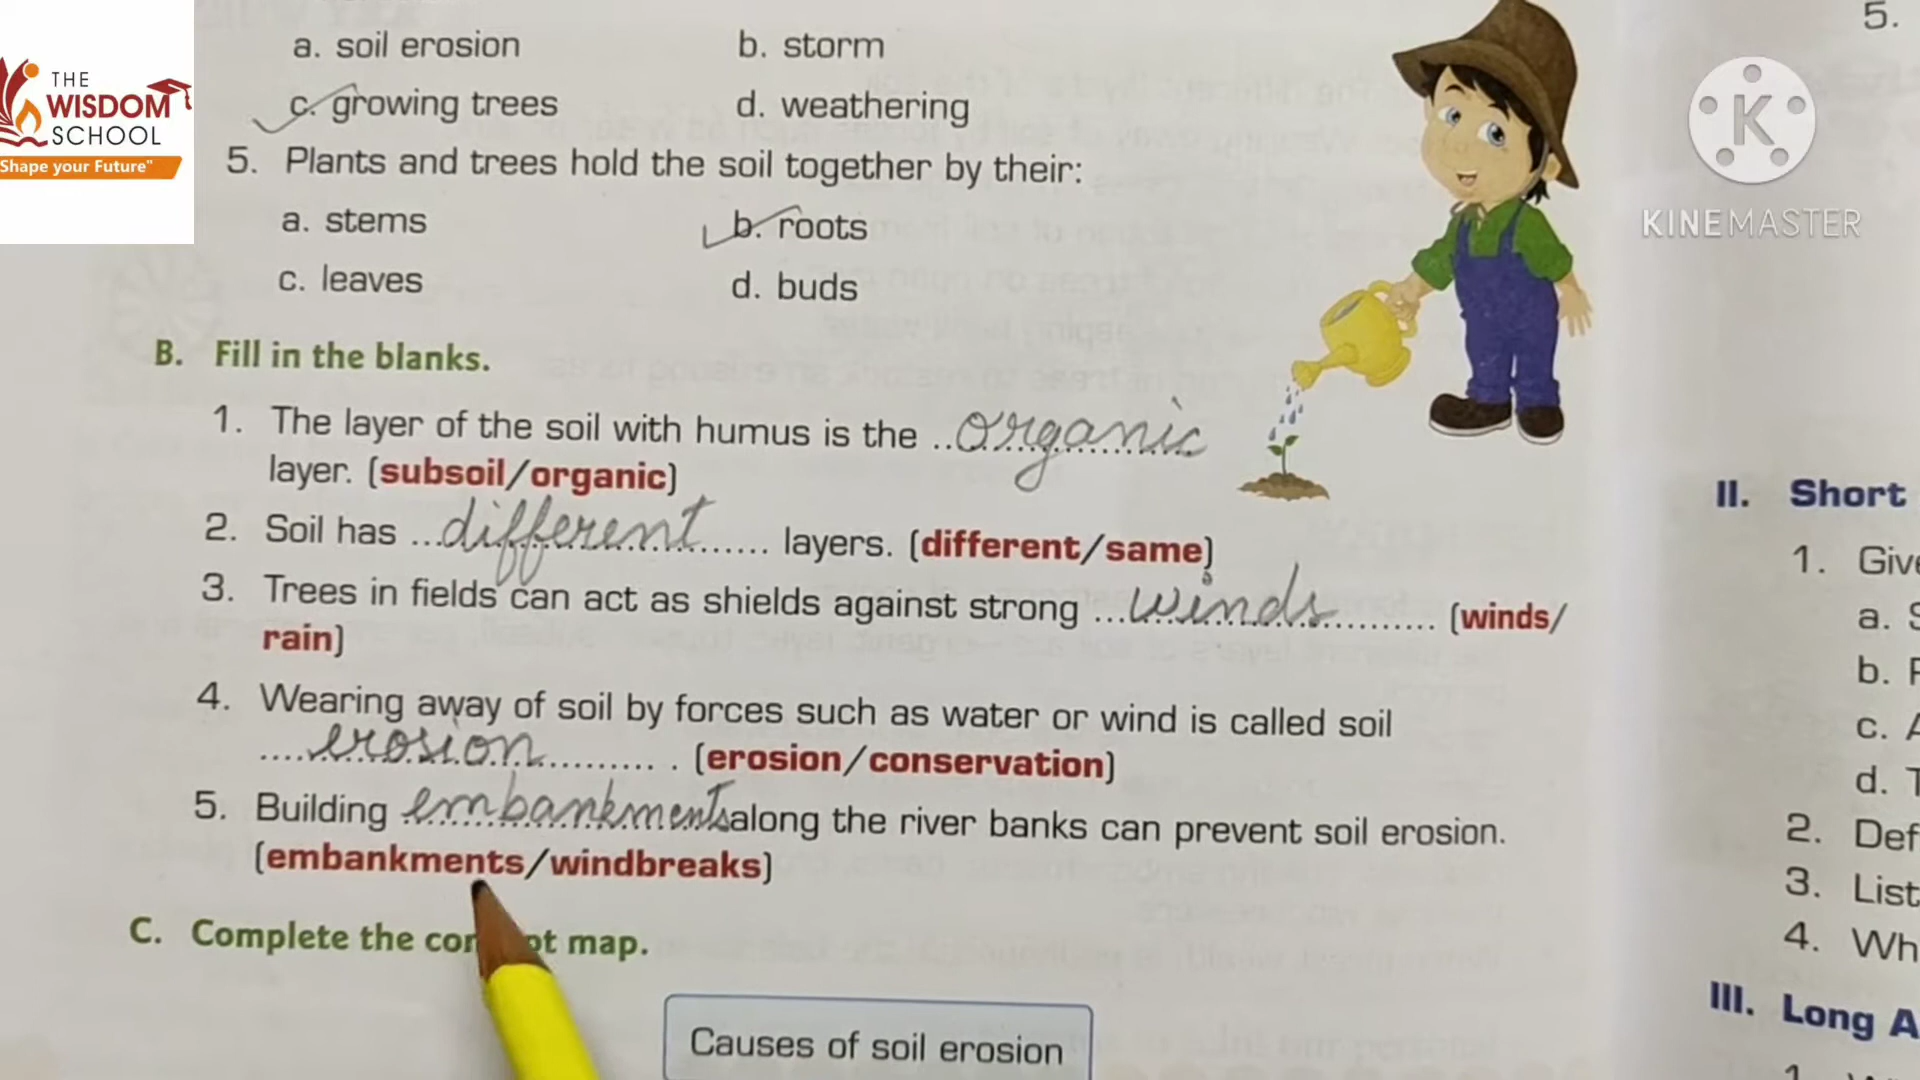 THE
WISDOM
SCHOOL
Shape your Future"
a. soil erosion b. storm
c. growing trees d. weathering
5. Plants and trees hold the soil together by their:
a. stems b. roots
c. leaves d. buds
B. Fill in the blanks.
1. The layer of the soil with humus is the ..organic
layer. (subsoil/organic)
2. Soil has ...different...... layers. (different/same)
3. Trees in fields can act as shields against strong ...winds.......... (winds/
rain)
4. Wearing away of soil by forces such as water or wind is called soil
....erosion.......... . (erosion/conservation)
5. Building embankments along the river banks can prevent soil erosion.
(embankments/windbreaks)
C. Complete the map.
Causes of soil erosion
KINEMASTER
K
5.
II. Short
1. Give
a. S
b.
c. A
d. T
2. Def
3. List
4. Wh
III. Long A
1.